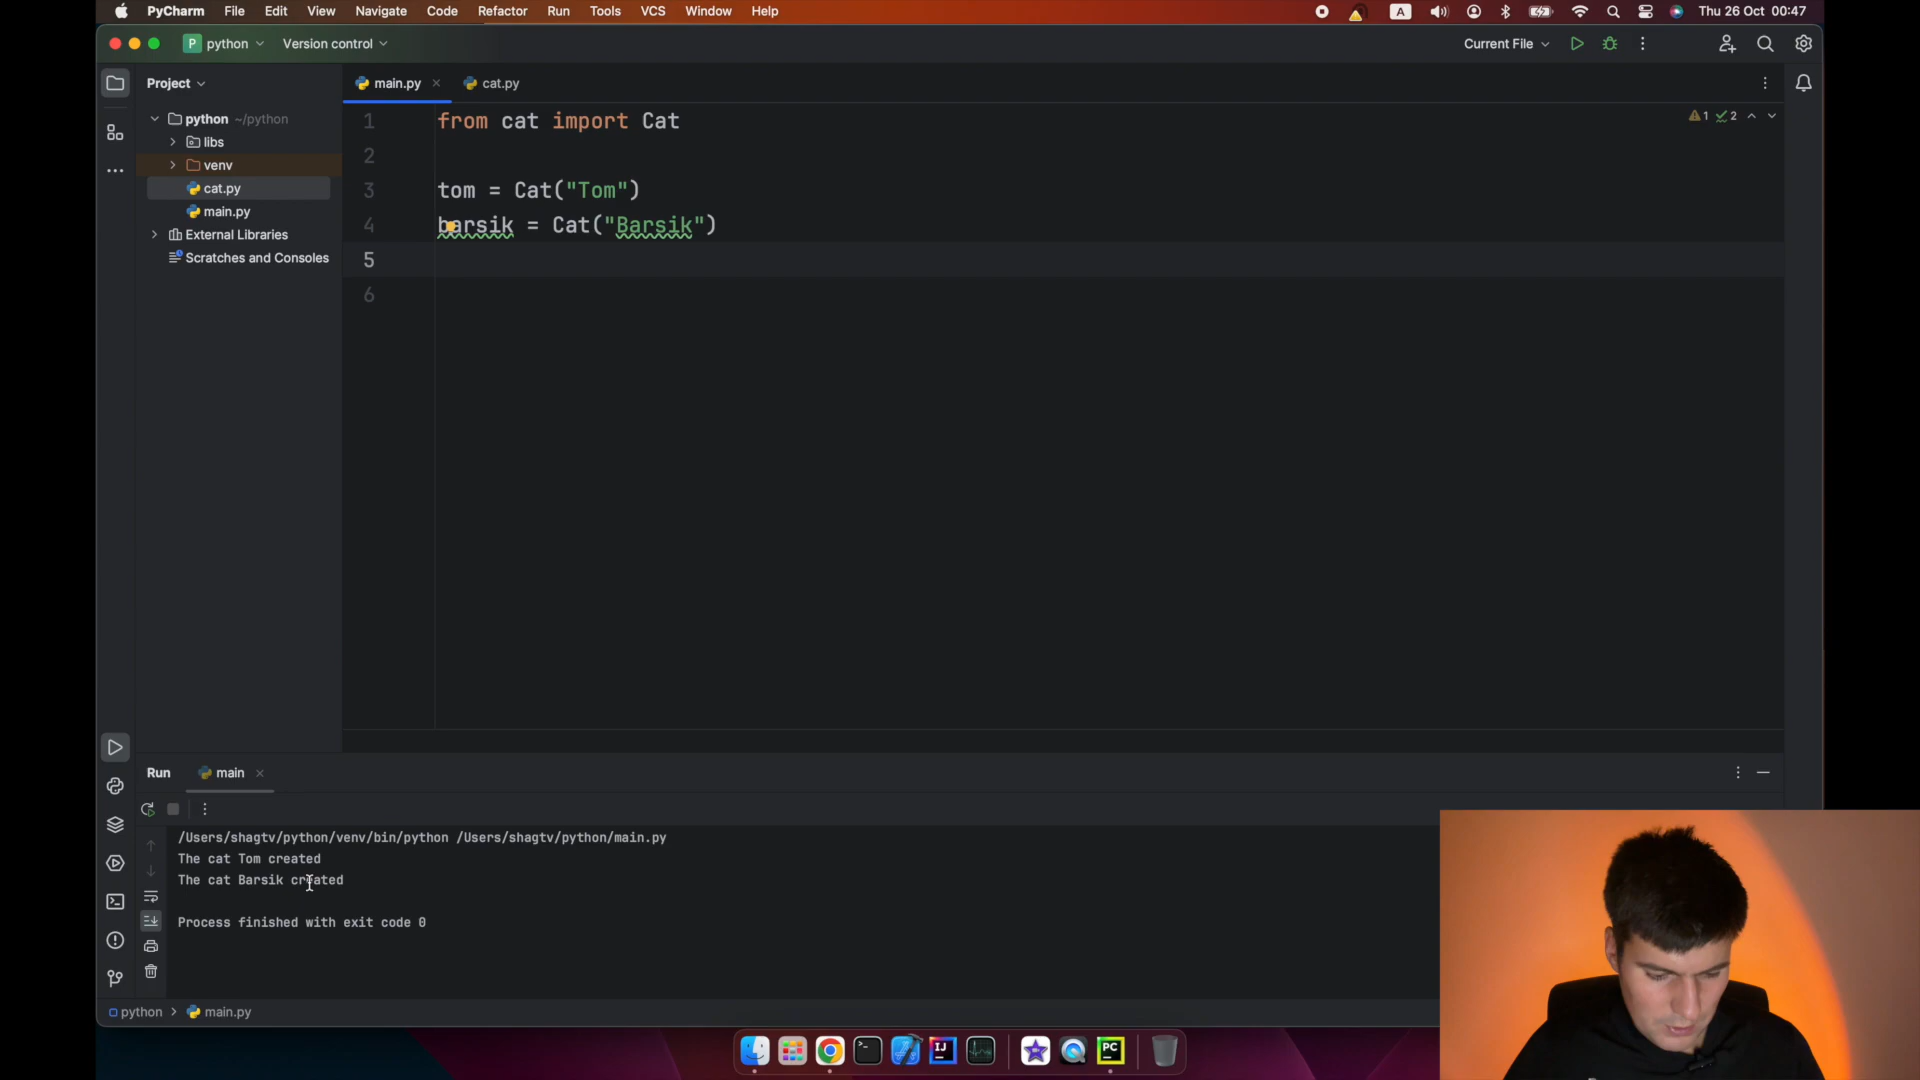 PyCharm File Edit View Navigate Code Refactor Run Tools VCS Window Help A Thu 26 Oct 00:47
P python Version control Current File
Project main.py cat.py
python ~/python
libs
venv
cat.py
main.py
External Libraries
Scratches and Consoles
1 from cat import Cat
2
3 tom = Cat("Tom")
4 barsik = Cat("Barsik")
5
6
1 2
Run main
/Users/shagtv/python/venv/bin/python /Users/shagtv/python/main.py
The cat Tom created
The cat Barsik created
Process finished with exit code 0
python main.py
IJ PC